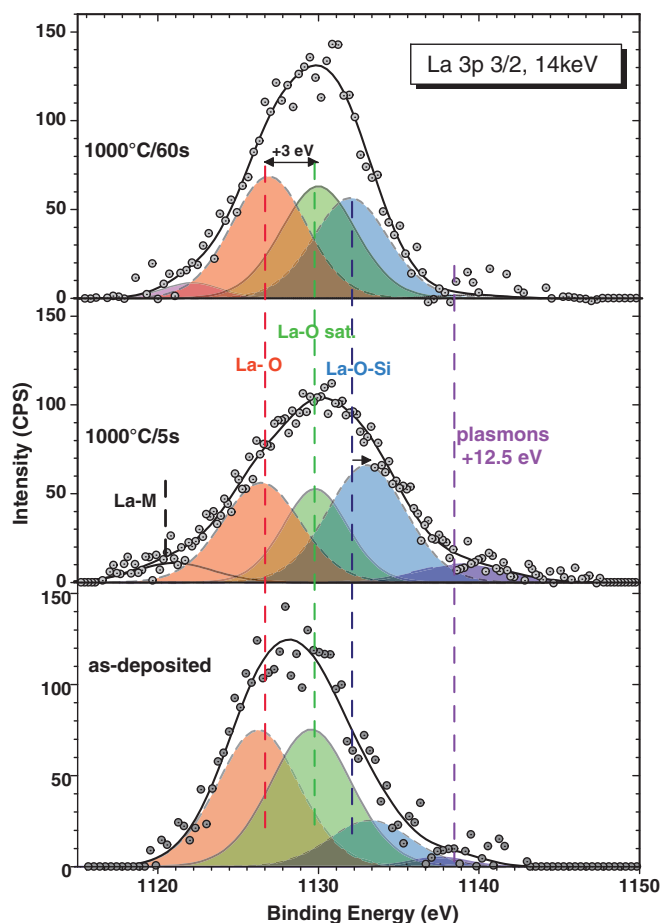 La 3p 3/2, 14keV
150
1000°C/60s
+3 eV
100
50
0
150
La-O sat.
La- O
La-O-Si
100
1000°C/5s
plasmons
+12.5 eV
La-M
50
0
150
as-deposited
100
50
0
Intensity (CPS)
1120
1130
1140
1150
Binding Energy (eV)